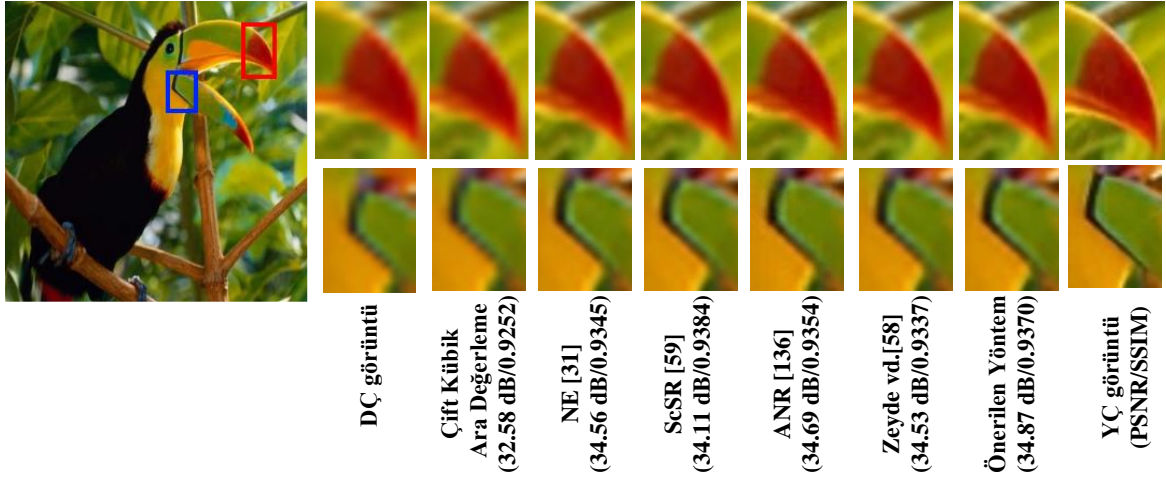 DÇ görüntü
Çift Kübik
Ara Değerleme
(32.58 dB/0.9252)
NE [31]
(34.56 dB/0.9345)
ScSR [59]
(34.11 dB/0.9384)
ANR [136]
(34.69 dB/0.9354)
Zeyde vd.[58]
(34.53 dB/0.9337)
Önerilen Yöntem
(34.87 dB/0.9370)
YÇ görüntü
(PSNR/SSIM)